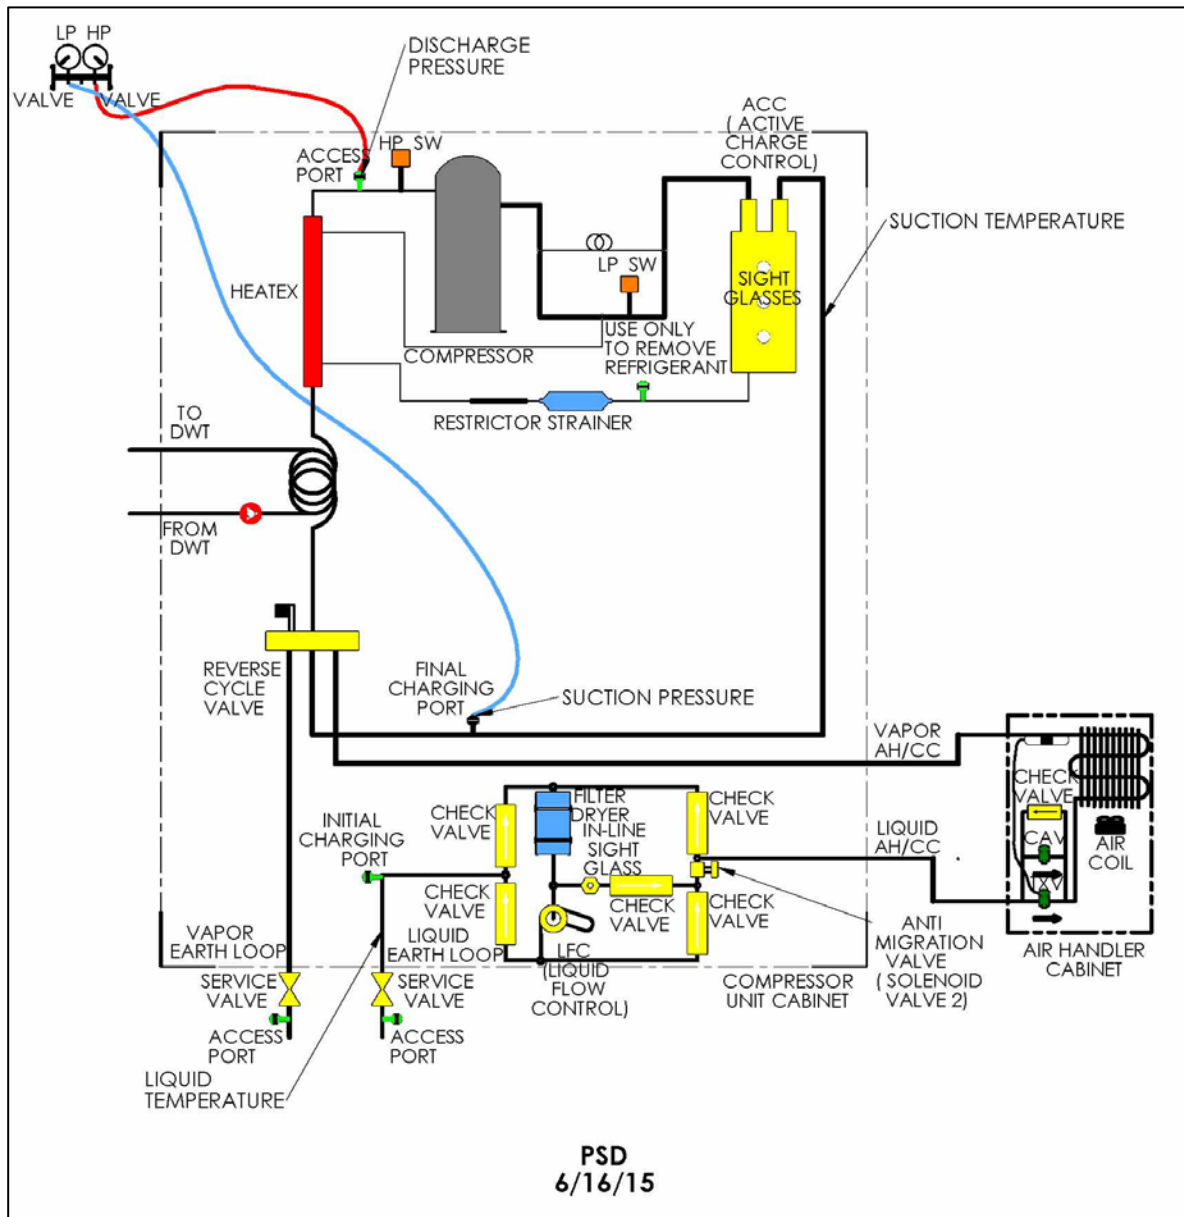 LP HP
VALVE VALVE
DISCHARGE
PRESSURE
ACCESS
PORT
HP SW
ACC
( ACTIVE
CHARGE
CONTROL)
SUCTION TEMPERATURE
HEATEX
LP SW
SIGHT
GLASSES
COMPRESSOR
USE ONLY
TO REMOVE
REFRIGERANT
RESTRICTOR STRAINER
TO
DWT
FROM
DWT
REVERSE
CYCLE
VALVE
FINAL
CHARGING
PORT
SUCTION PRESSURE
VAPOR
AH/CC
CHECK
VALVE
CAV
TXV
AIR
COIL
AIR HANDLER
CABINET
INITIAL
CHARGING
PORT
CHECK
VALVE
FILTER
DRYER
IN-LINE
SIGHT
GLASS
CHECK
VALVE
LIQUID
AH/CC
CHECK
VALVE
CHECK
VALVE
CHECK
VALVE
VAPOR
EARTH LOOP
LIQUID
EARTH LOOP
LFC
(LIQUID
FLOW
CONTROL)
ANTI
MIGRATION
VALVE
( SOLENOID
VALVE 2)
COMPRESSOR
UNIT CABINET
SERVICE
VALVE
SERVICE
VALVE
ACCESS
PORT
ACCESS
PORT
LIQUID
TEMPERATURE
PSD
6/16/15